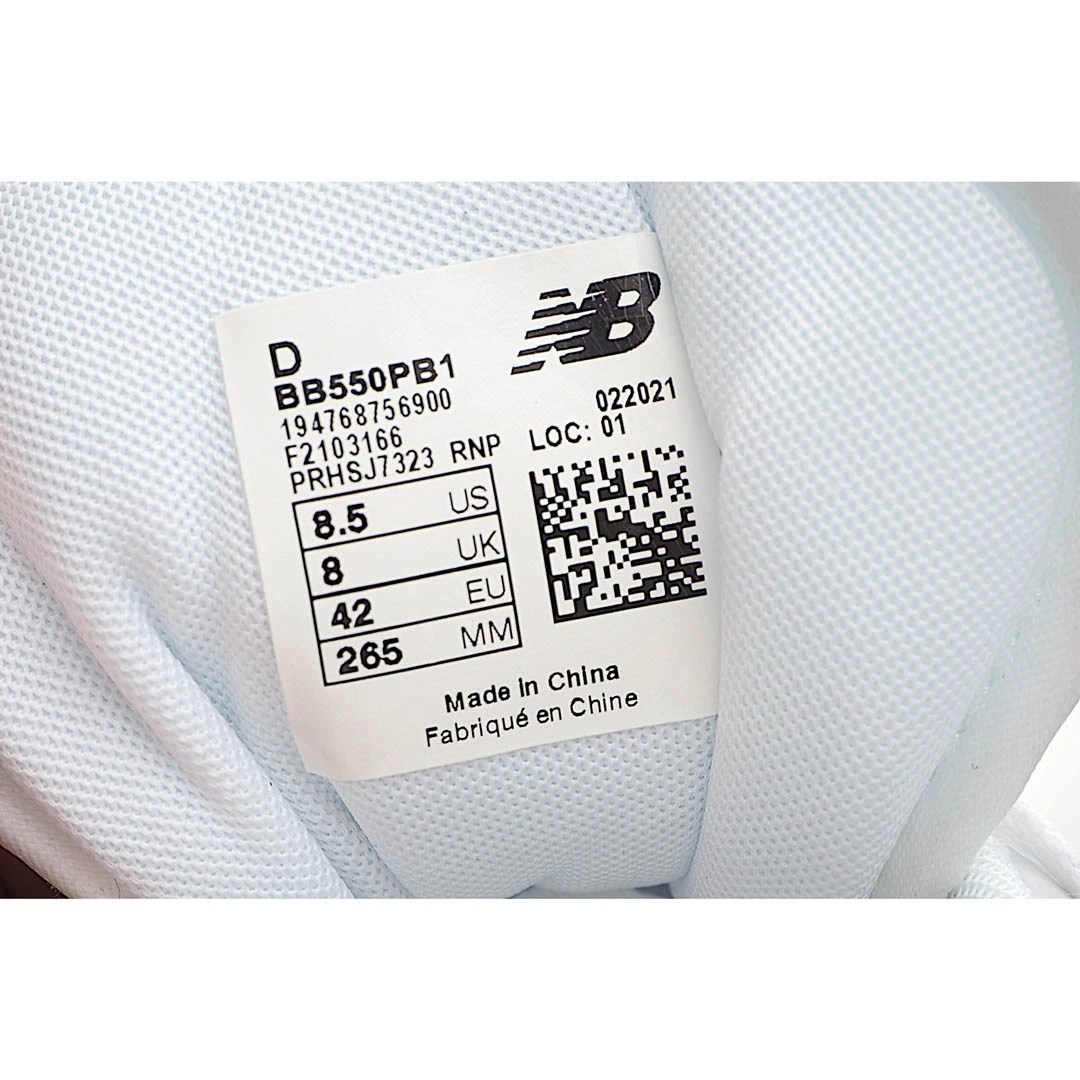 D
NB
BB550PB1
194768756900
F2103166
PRHSJ7323 RNP
022021
LOC: 01
8.5 US
8 UK
42 EU
265 MM
Made in China
Fabriqué en Chine